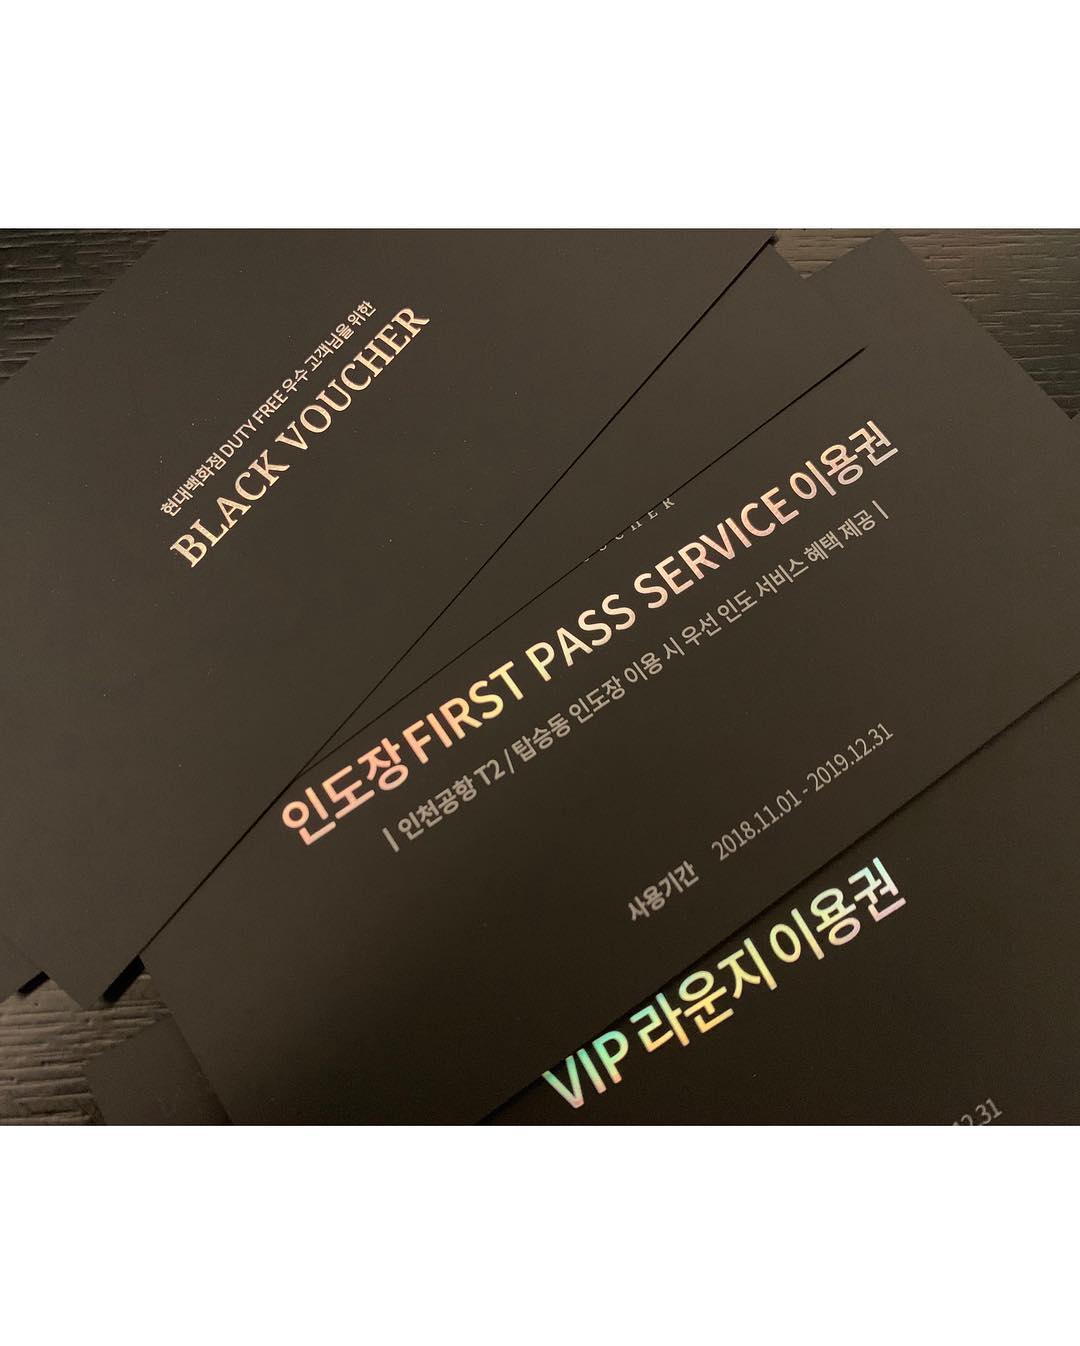 현대백화점 DUTY FREE 우수 고객님을 위한
BLACK VOUCHER
인도장 FIRST PASS SERVICE 이용권
| 인천공항 T2 / 탑승동 인도장 이용 시 우선 인도 서비스 혜택 제공 |
사용기간 2018.11.01 - 2019.12.31
VIP 라운지 이용권
12.31